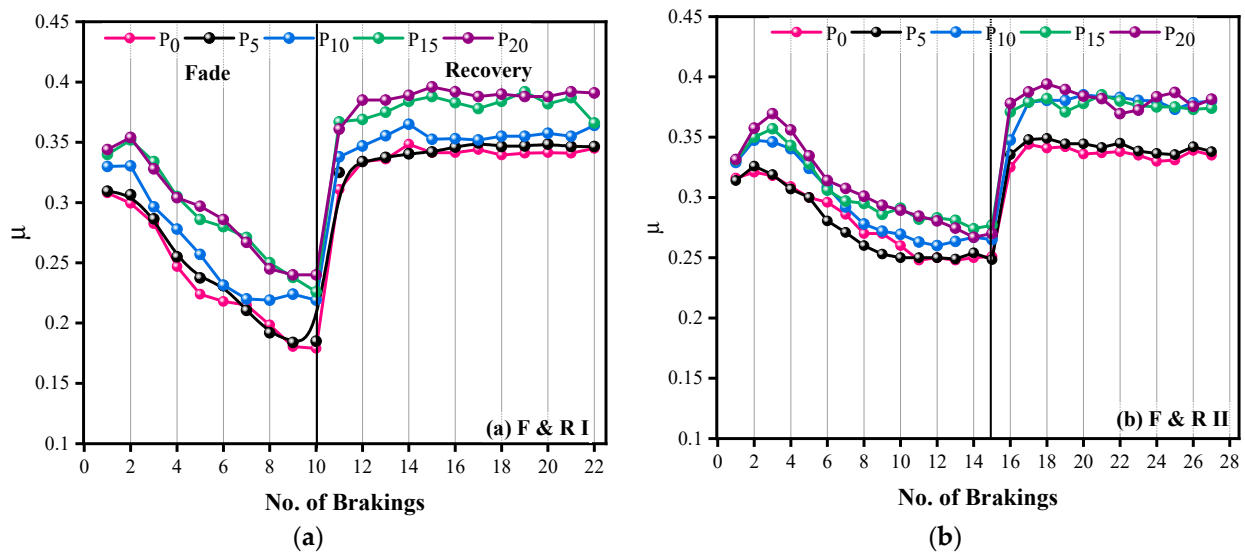 0.45
0.4
0.35
0.3
0.25
0.2
0.15
0.1
μ
P0 P5 P10 P15 P20
Fade Recovery
(a) F & R I
0 2 4 6 8 10 12 14 16 18 20 22
No. of Brakings
(a)
0.45
0.4
0.35
0.3
0.25
0.2
0.15
0.1
μ
P0 P5 P10 P15 P20
(b) F & R II
0 2 4 6 8 10 12 14 16 18 20 22 24 26 28
No. of Brakings
(b)